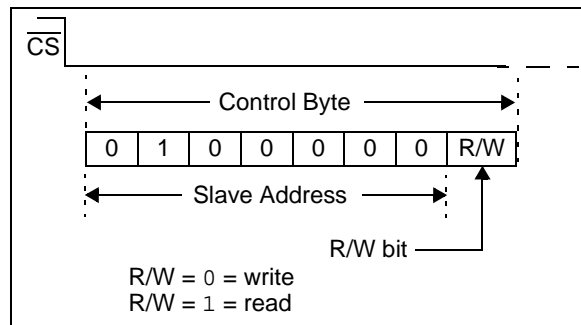 CS
Control Byte
0 1 0 0 0 0 0 R/W
Slave Address
R/W bit
R/W = 0 = write
R/W = 1 = read